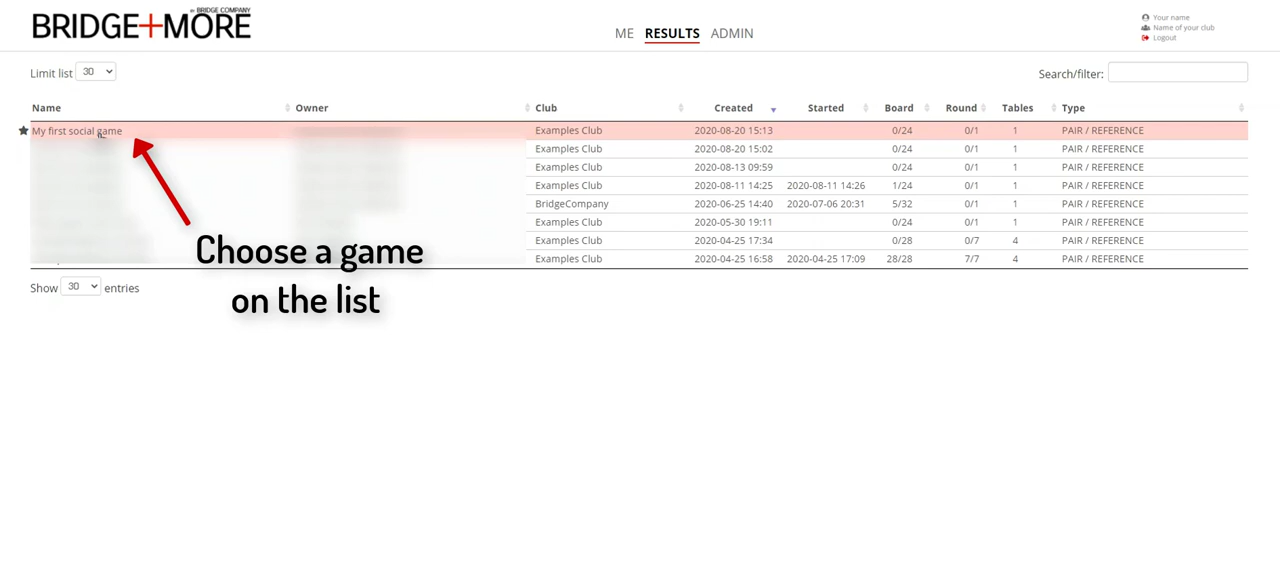 BY BRIDGE COMPANY
BRIDGE+MORE
ME RESULTS ADMIN
Your name
Name of your club
Logout
Limit list 30
Search/filter:
Name Owner Club Created Started Board Round Tables Type
My first social game Examples Club 2020-08-20 15:13 0/24 0/1 1 PAIR / REFERENCE
Examples Club 2020-08-20 15:02 0/24 0/1 1 PAIR / REFERENCE
Examples Club 2020-08-13 09:59 0/24 0/1 1 PAIR / REFERENCE
Examples Club 2020-08-11 14:25 2020-08-11 14:26 1/24 0/1 1 PAIR / REFERENCE
BridgeCompany 2020-06-25 14:40 2020-07-06 20:31 5/32 0/1 1 PAIR / REFERENCE
Examples Club 2020-05-30 19:11 0/24 0/1 1 PAIR / REFERENCE
Examples Club 2020-04-25 17:34 0/28 0/7 4 PAIR / REFERENCE
Examples Club 2020-04-25 16:58 2020-04-25 17:09 28/28 7/7 4 PAIR / REFERENCE
Choose a game
on the list
Show 30 entries